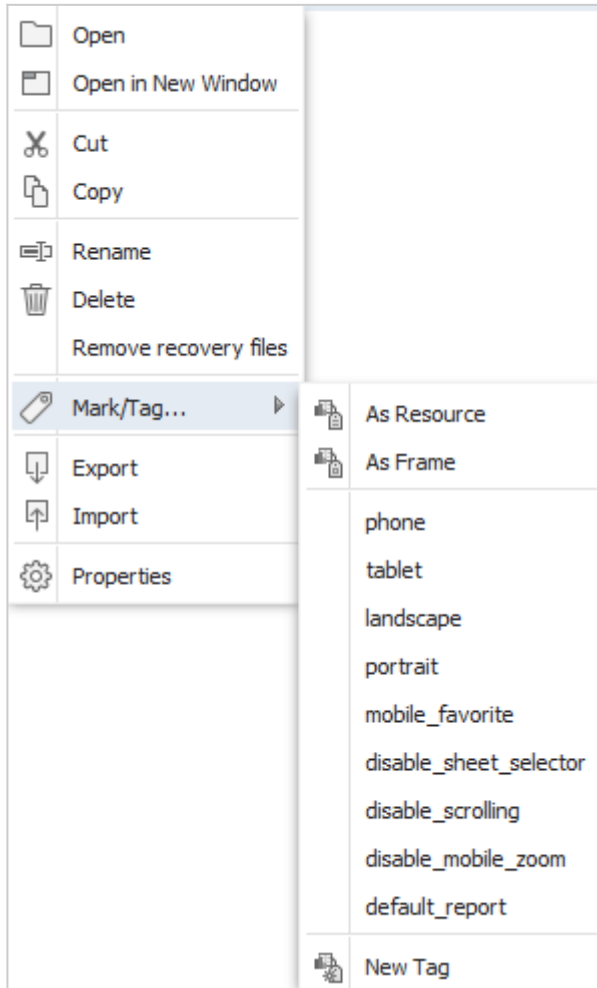 Open
Open in New Window
Cut
Copy
Rename
Delete
Remove recovery files
Mark/Tag...
Export
Import
Properties
As Resource
As Frame
phone
tablet
landscape
portrait
mobile_favorite
disable_sheet_selector
disable_scrolling
disable_mobile_zoom
default_report
New Tag